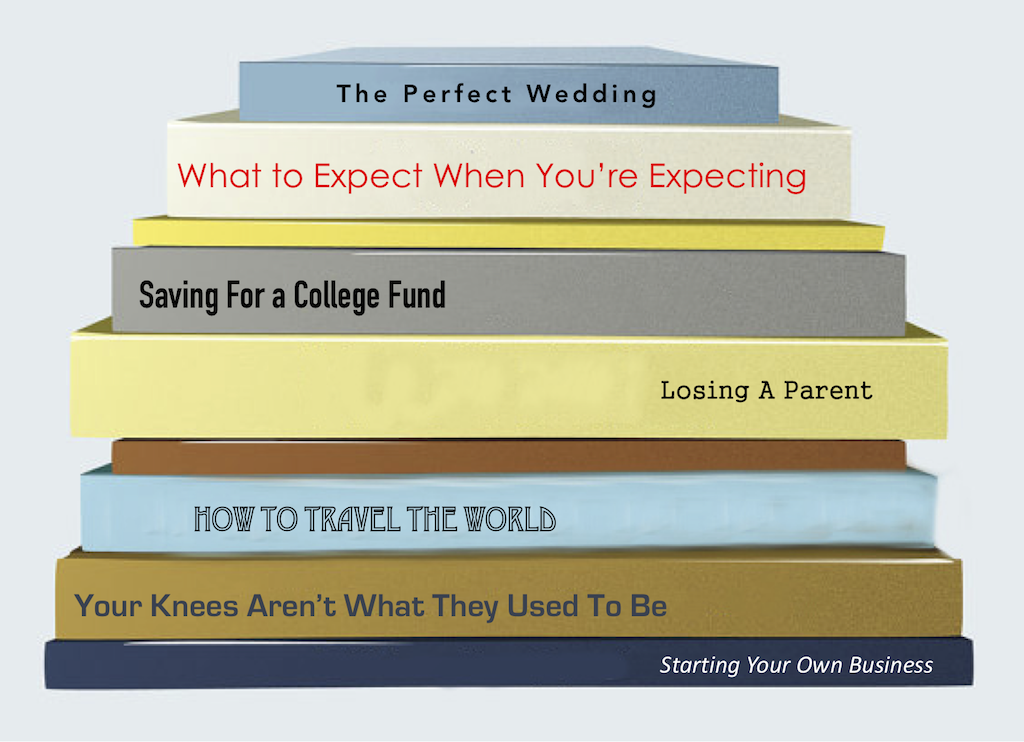 The Perfect Wedding
What to Expect When You’re Expecting
Saving For a College Fund
Losing A Parent
HOW TO TRAVEL THE WORLD
Your Knees Aren’t What They Used To Be
Starting Your Own Business